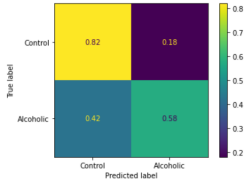 Control
0.82
0.18
0.8
0.7
0.6
0.5
0.4
0.3
0.2
True label
Alcoholic
0.42
0.58
Control
Alcoholic
Predicted label